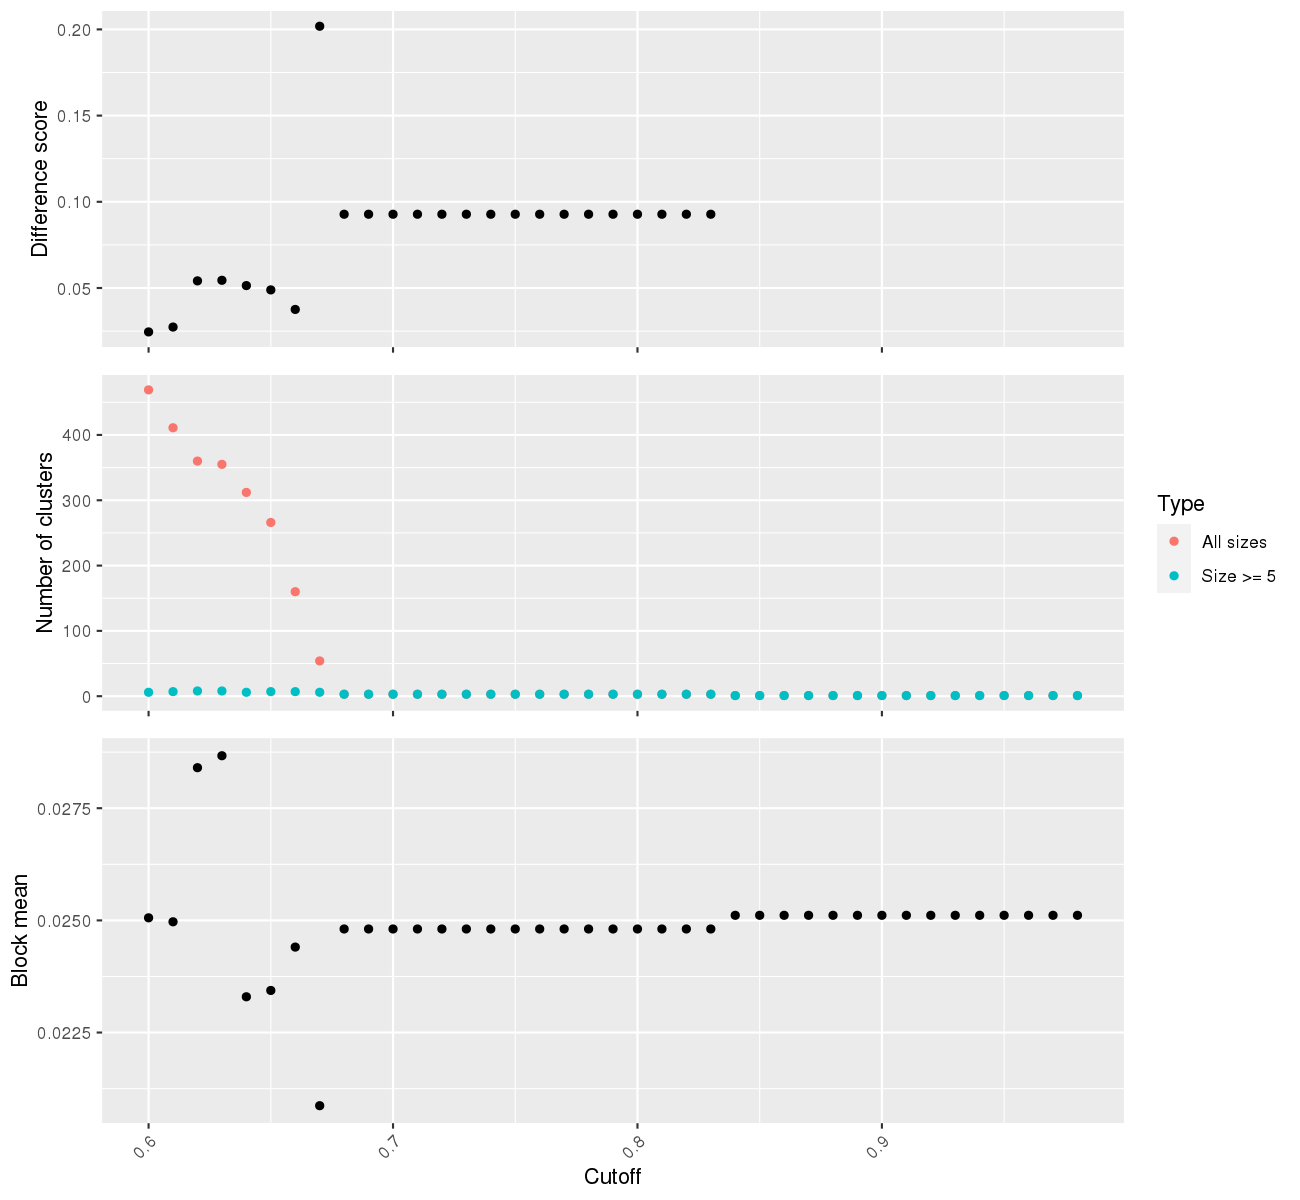 0.20
0.15
0.10
0.05
Difference score
400
300
200
100
0
Number of clusters
Type
All sizes
Size >= 5
0.0275
0.0250
0.0225
Block mean
0.6
0.7
0.8
0.9
Cutoff